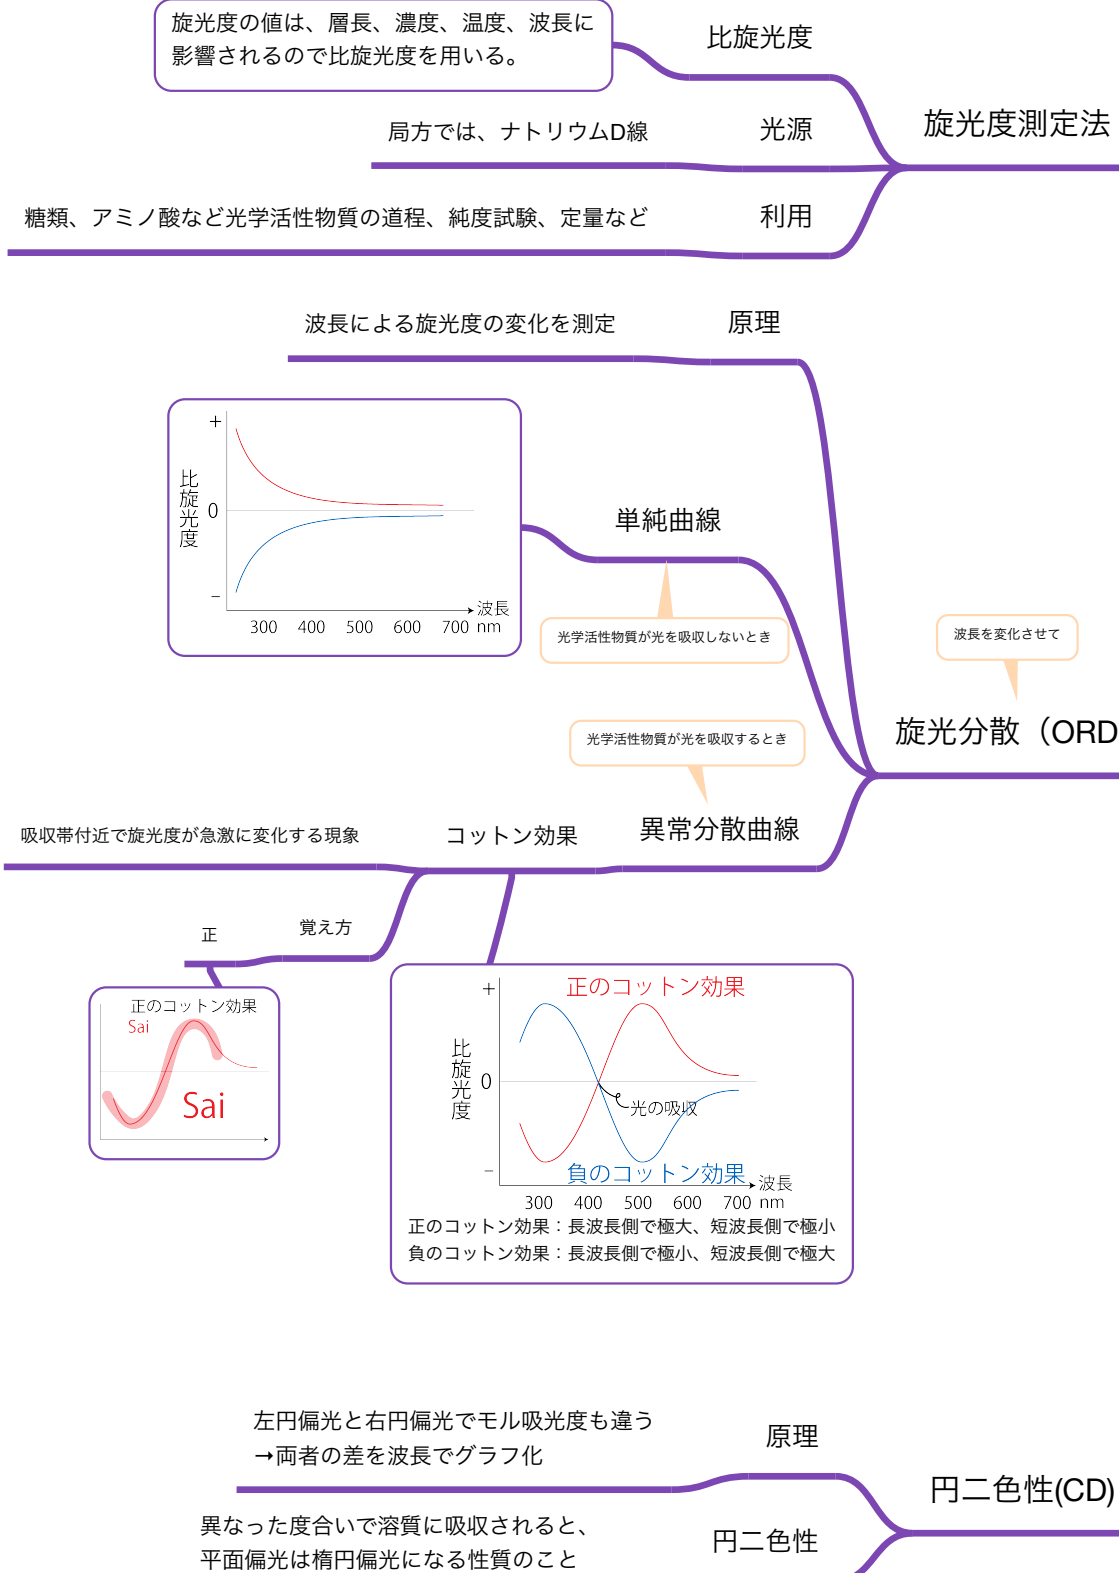 旋光度の値は、層長、濃度、温度、波長に
影響されるので比旋光度を用いる。
比旋光度
旋光度測定法
局方では、ナトリウムD線
光源
糖類、アミノ酸など光学活性物質の道程、純度試験、定量など
利用
波長による旋光度の変化を測定
原理
+
比旋光度
0
−
300 400 500 600 700
波長
nm
単純曲線
光学活性物質が光を吸収しないとき
波長を変化させて
旋光分散（ORD
光学活性物質が光を吸収するとき
異常分散曲線
コットン効果
吸収帯付近で旋光度が急激に変化する現象
覚え方
正
正のコットン効果
Sai
Sai
+
正のコットン効果
比旋光度
0
光の吸収
−
負のコットン効果
波長
300 400 500 600 700 nm
正のコットン効果：長波長側で極大、短波長側で極小
負のコットン効果：長波長側で極小、短波長側で極大
左円偏光と右円偏光でモル吸光度も違う
→両者の差を波長でグラフ化
原理
円二色性(CD)
異なった度合いで溶質に吸収されると、
平面偏光は楕円偏光になる性質のこと
円二色性